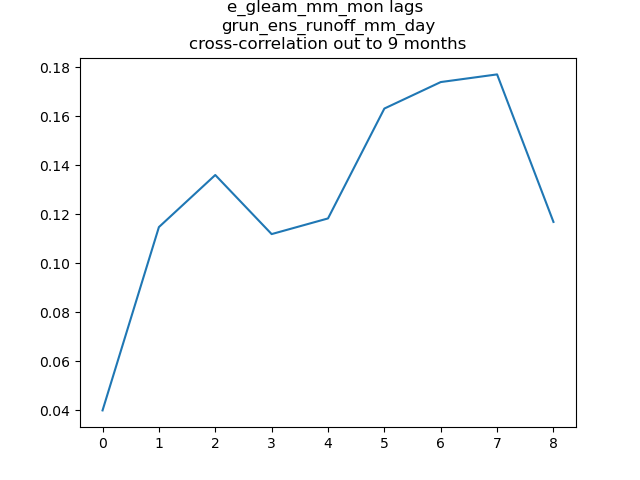 e_gleam_mm_mon lags
grun_ens_runoff_mm_day
cross-correlation out to 9 months
0.18
0.16
0.14
0.12
0.10
0.08
0.06
0.04
0 1 2 3 4 5 6 7 8